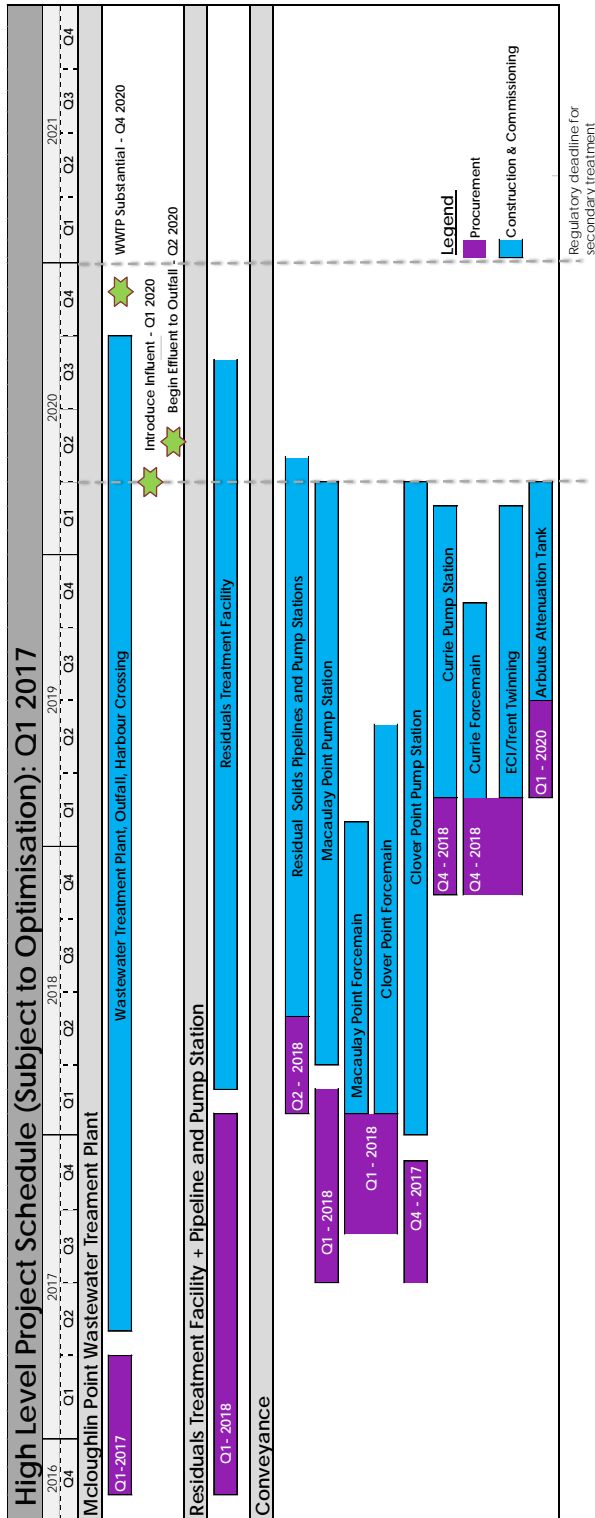 High Level Project Schedule (Subject to Optimisation): Q1 2017
2016 2017 2018 2019 2020 2021
Q4 Q1 Q2 Q3 Q4 Q1 Q2 Q3 Q4 Q1 Q2 Q3 Q4 Q1 Q2 Q3 Q4 Q1 Q2 Q3 Q4
Mcloughlin Point Wastewater Treament Plant
Q1-2017 Wastewater Treatment Plant, Outfall, Harbour Crossing WWTP Substantial - Q4 2020
Introduce Influent - Q1 2020
Begin Effluent to Outfall - Q2 2020
Residuals Treatment Facility + Pipeline and Pump Station
Q1- 2018 Residuals Treatment Facility
Conveyance
Q2 - 2018 Residual Solids Pipelines and Pump Stations
Q1 - 2018 Macaulay Point Pump Station
Macaulay Point Forcemain
Q1 - 2018
Clover Point Forcemain
Q4 - 2017 Clover Point Pump Station
Q4 - 2018 Currie Pump Station
Q4 - 2018 Currie Forcemain
ECI/Trent Twinning
Q1 - 2020 Arbutus Attenuation Tank
Legend
Procurement
Construction & Commissioning
Regulatory deadline for
secondary treatment